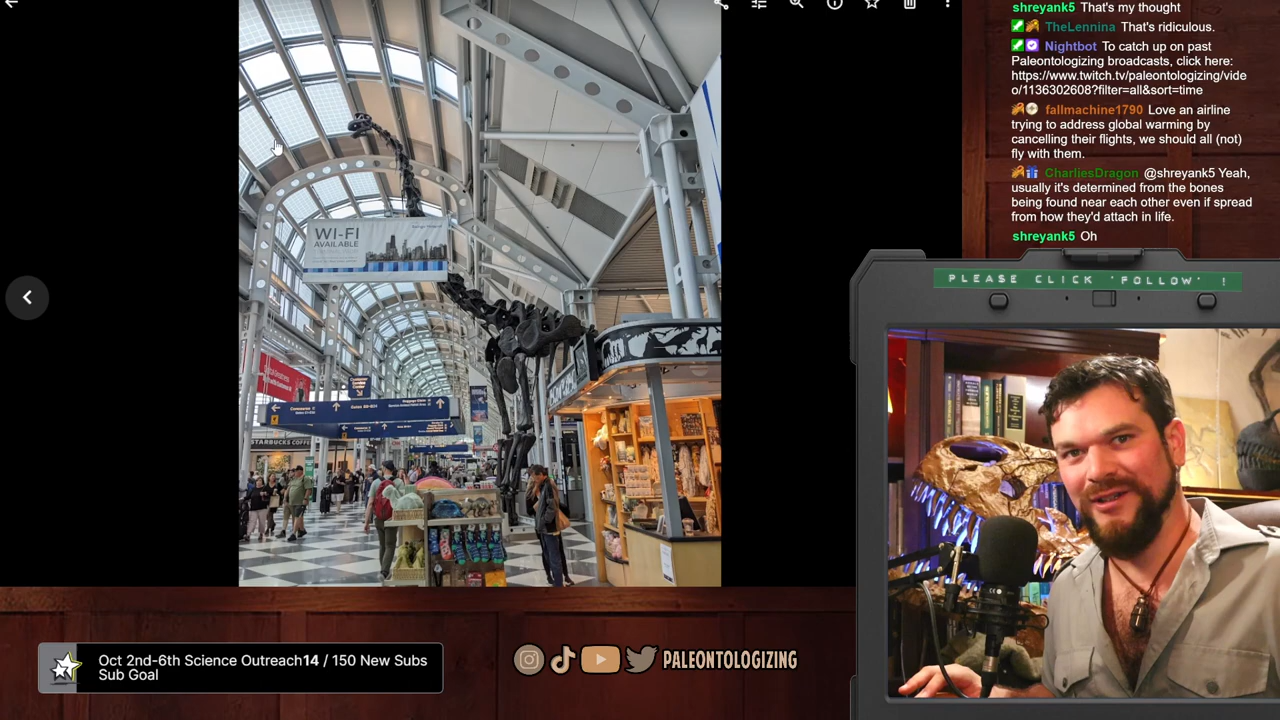 shreyank5 That's my thought
TheLennina That's ridiculous.
Nightbot To catch up on past
Paleontologizing broadcasts, click here:
https://www.twitch.tv/paleontologizing/vide
o/1136302608?filter=all&sort=time
fallmachine1790 Love an airline
trying to address global warming by
cancelling their flights, we should all (not)
fly with them.
CharliesDragon @shreyank5 Yeah,
usually it's determined from the bones
being found near each other even if spread
from how they'd attach in life.
shreyank5 Oh
PLEASE CLICK 'FOLLOW' !
WI-FI
AVAILABLE
STARBUCKS COFFEE
Oct 2nd-6th Science Outreach14 / 150 New Subs
Sub Goal
PALEONTOLOGIZING